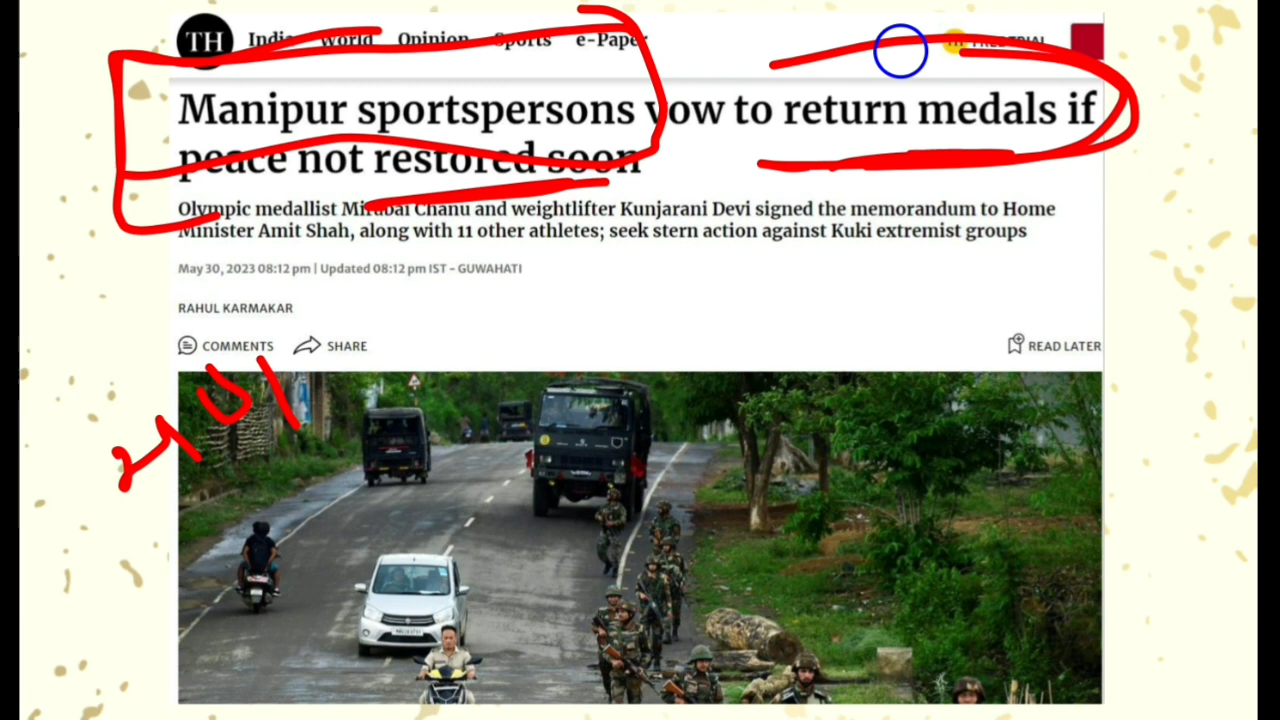 TH India World Opinion Sports e-Paper FREE TRIAL
Manipur sportspersons vow to return medals if
peace not restored soon
Olympic medallist Mirabai Chanu and weightlifter Kunjarani Devi signed the memorandum to Home
Minister Amit Shah, along with 11 other athletes; seek stern action against Kuki extremist groups
May 30, 2023 08:12 pm | Updated 08:12 pm IST - GUWAHATI
RAHUL KARMAKAR
COMMENTS SHARE READ LATER